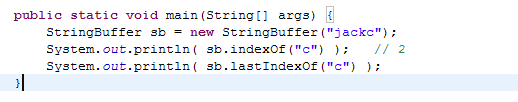 public static void main(String[] args) {
    StringBuffer sb = new StringBuffer("jackc");
    System.out.println( sb.indexOf("c") );   // 2
    System.out.println( sb.lastIndexOf("c") );
}